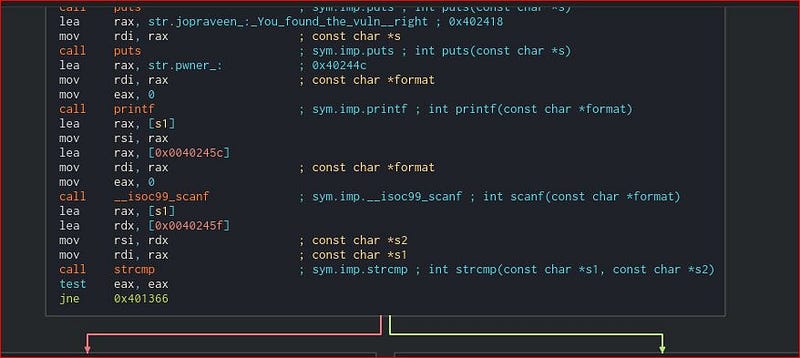 call puts ; sym.imp.puts ; int puts(const char *s)
lea rax, str.jopraveen_:_You_found_the_vuln__right ; 0x402418
mov rdi, rax ; const char *s
call puts ; sym.imp.puts ; int puts(const char *s)
lea rax, str.pwner_: ; 0x40244c
mov rdi, rax ; const char *format
mov eax, 0
call printf ; sym.imp.printf ; int printf(const char *format)
lea rax, [s1]
mov rsi, rax
lea rax, [0x0040245c]
mov rdi, rax ; const char *format
mov eax, 0
call __isoc99_scanf ; sym.imp.__isoc99_scanf ; int scanf(const char *format)
lea rax, [s1]
lea rdx, [0x0040245f]
mov rsi, rdx ; const char *s2
mov rdi, rax ; const char *s1
call strcmp ; sym.imp.strcmp ; int strcmp(const char *s1, const char *s2)
test eax, eax
jne 0x401366